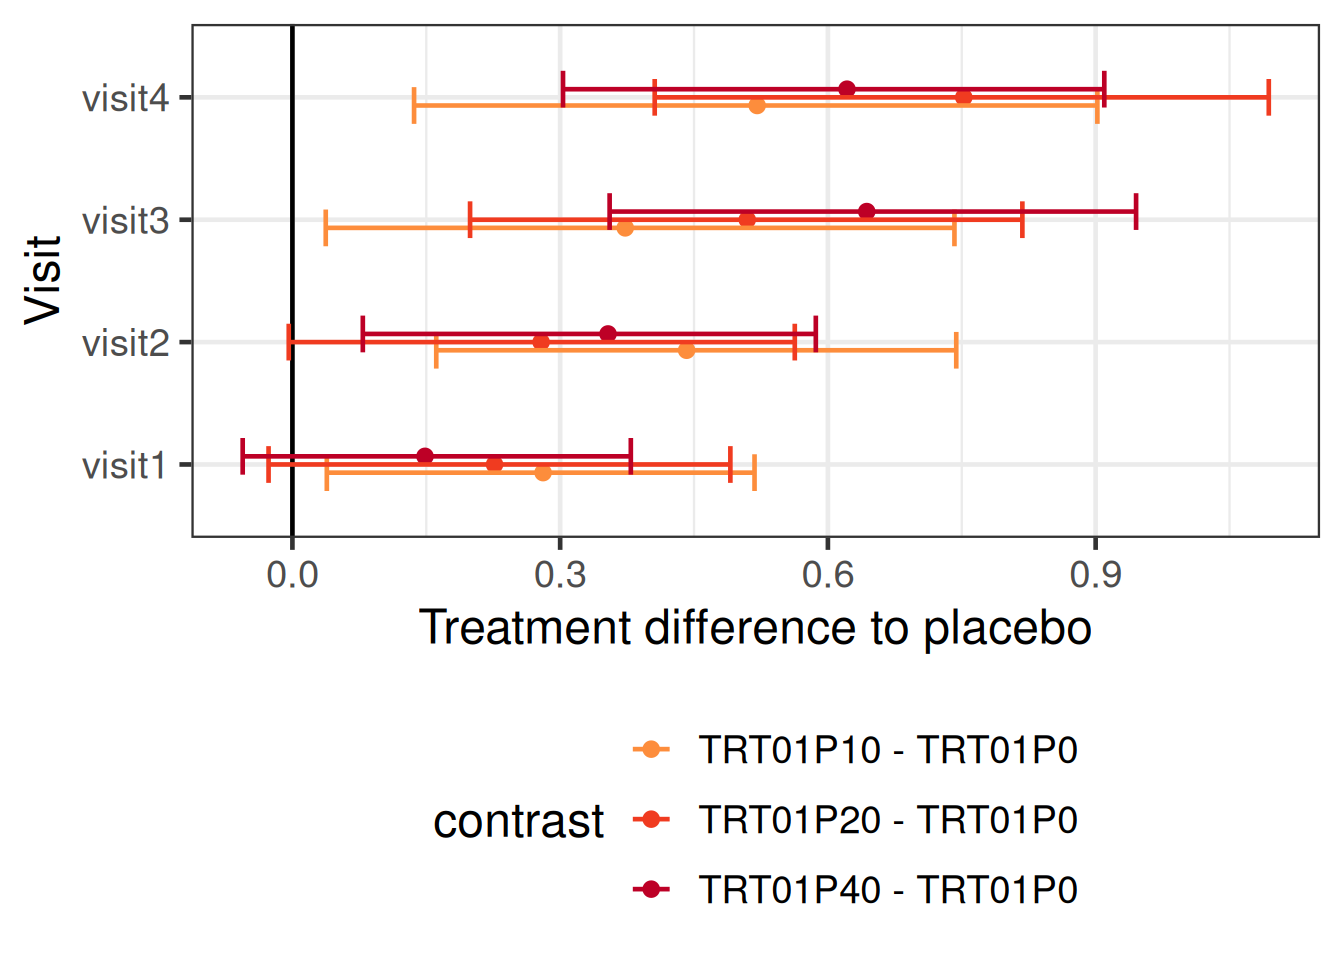 Visit
visit4
visit3
visit2
visit1
0.0 0.3 0.6 0.9
Treatment difference to placebo
contrast
TRT01P10 - TRT01P0
TRT01P20 - TRT01P0
TRT01P40 - TRT01P0